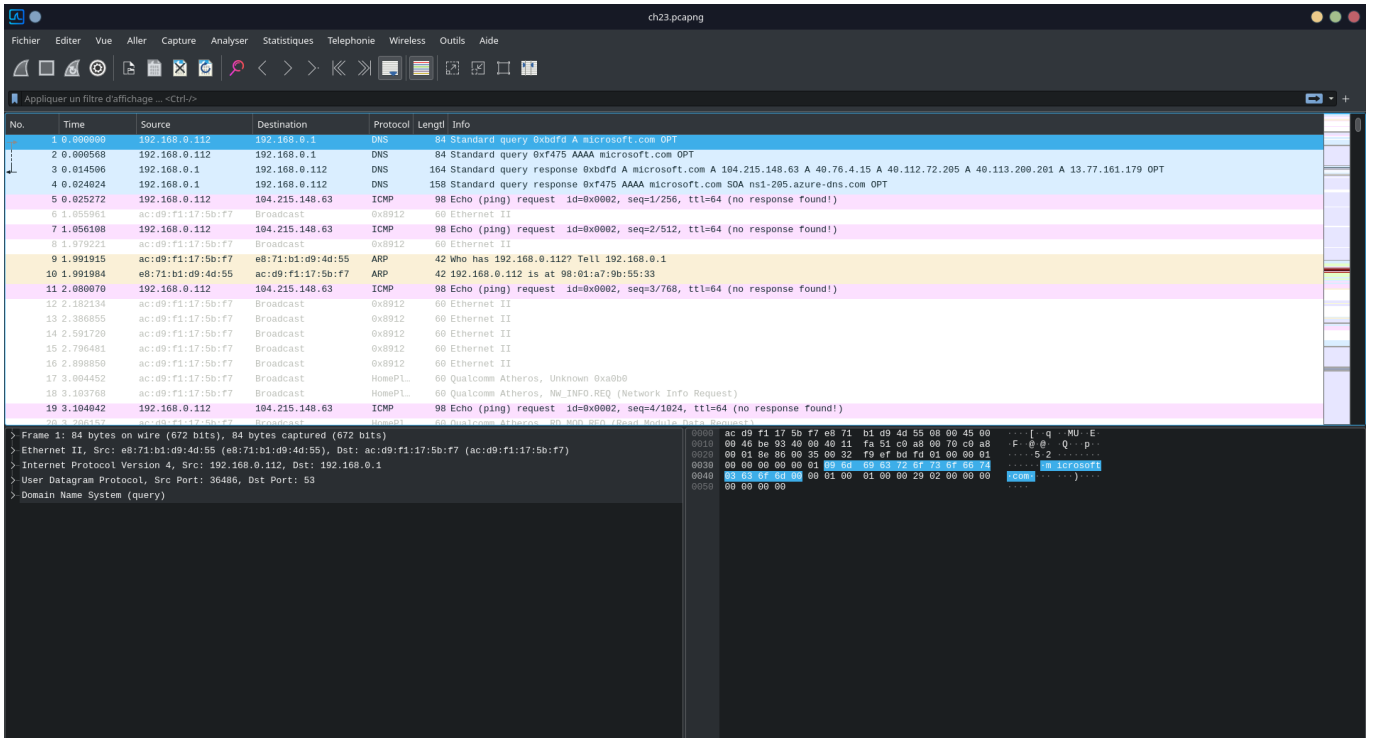 ch23.pcapng
Fichier Editer Vue Aller Capture Analyser Statistiques Telephonie Wireless Outils Aide
Appliquer un filtre d'affichage ... <Ctrl-/>
No. Time Source Destination Protocol Lengtl Info
1 0.000000 192.168.0.112 192.168.0.1 DNS 84 Standard query 0xbdfd A microsoft.com OPT
2 0.000568 192.168.0.112 192.168.0.1 DNS 84 Standard query 0xf475 AAAA microsoft.com OPT
3 0.014506 192.168.0.1 192.168.0.112 DNS 164 Standard query response 0xbdfd A microsoft.com A 104.215.148.63 A 40.76.4.15 A 40.112.72.205 A 40.113.200.201 A 13.77.161.179 OPT
4 0.024024 192.168.0.1 192.168.0.112 DNS 158 Standard query response 0xf475 AAAA microsoft.com SOA ns1-205.azure-dns.com OPT
5 0.025272 192.168.0.112 104.215.148.63 ICMP 98 Echo (ping) request id=0x0002, seq=1/256, ttl=64 (no response found!)
6 1.055961 ac:d9:f1:17:5b:f7 Broadcast 0x8912 60 Ethernet II
7 1.056108 192.168.0.112 104.215.148.63 ICMP 98 Echo (ping) request id=0x0002, seq=2/512, ttl=64 (no response found!)
8 1.979221 ac:d9:f1:17:5b:f7 Broadcast 0x8912 60 Ethernet II
9 1.991915 ac:d9:f1:17:5b:f7 e8:71:b1:d9:4d:55 ARP 42 Who has 192.168.0.112? Tell 192.168.0.1
10 1.991984 e8:71:b1:d9:4d:55 ac:d9:f1:17:5b:f7 ARP 42 192.168.0.112 is at 98:01:a7:9b:55:33
11 2.080070 192.168.0.112 104.215.148.63 ICMP 98 Echo (ping) request id=0x0002, seq=3/768, ttl=64 (no response found!)
12 2.182134 ac:d9:f1:17:5b:f7 Broadcast 0x8912 60 Ethernet II
13 2.386855 ac:d9:f1:17:5b:f7 Broadcast 0x8912 60 Ethernet II
14 2.591720 ac:d9:f1:17:5b:f7 Broadcast 0x8912 60 Ethernet II
15 2.796481 ac:d9:f1:17:5b:f7 Broadcast 0x8912 60 Ethernet II
16 2.898850 ac:d9:f1:17:5b:f7 Broadcast 0x8912 60 Ethernet II
17 3.004452 ac:d9:f1:17:5b:f7 Broadcast HomePl… 60 Qualcomm Atheros, Unknown 0xa0b0
18 3.103768 ac:d9:f1:17:5b:f7 Broadcast HomePl… 60 Qualcomm Atheros, NW_INFO.REQ (Network Info Request)
19 3.104042 192.168.0.112 104.215.148.63 ICMP 98 Echo (ping) request id=0x0002, seq=4/1024, ttl=64 (no response found!)
20 3.206157 ac:d9:f1:17:5b:f7 Broadcast HomePl 60 Qualcomm Atheros, RD_MOD.REQ (Read Module Data Request)
Frame 1: 84 bytes on wire (672 bits), 84 bytes captured (672 bits)
Ethernet II, Src: e8:71:b1:d9:4d:55 (e8:71:b1:d9:4d:55), Dst: ac:d9:f1:17:5b:f7 (ac:d9:f1:17:5b:f7)
Internet Protocol Version 4, Src: 192.168.0.112, Dst: 192.168.0.1
User Datagram Protocol, Src Port: 36486, Dst Port: 53
Domain Name System (query)
0000 ac d9 f1 17 5b f7 e8 71 b1 d9 4d 55 08 00 45 00 ····[··q ··MU··E·
0010 00 46 be 93 40 00 40 11 fa 51 c0 a8 00 70 c0 a8 ·F··@·@· ·Q···p··
0020 00 01 8e 86 00 35 00 32 f9 ef bd fd 01 00 00 01 ·····5·2 ········
0030 00 00 00 00 00 01 09 6d 69 63 72 6f 73 6f 66 74 ·······m icrosoft
0040 03 63 6f 6d 00 00 01 00 01 00 00 29 02 00 00 00 ·com···· ···)····
0050 00 00 00 00 ····